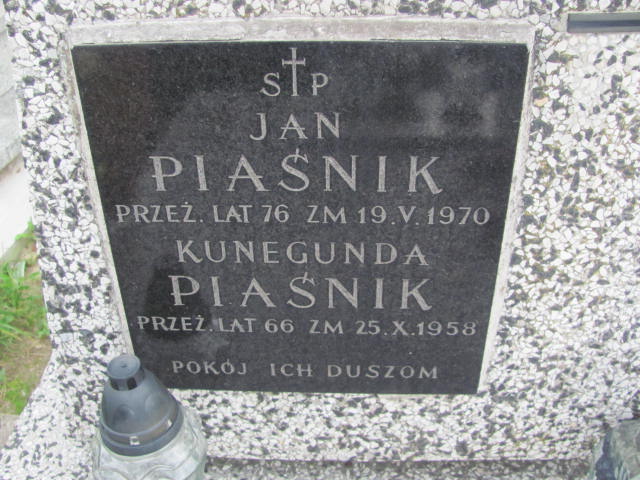 S†P
JAN
PIAŚNIK
PRZEŻ. LAT 76 ZM 19.V.1970
KUNEGUNDA
PIAŚNIK
PRZEŻ. LAT 66 ZM 25.X.1958
POKÓJ ICH DUSZOM